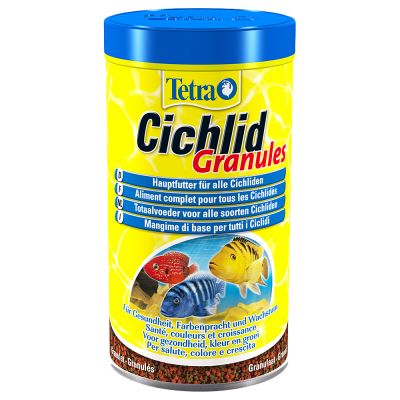 Tetra
Cichlid
Granules
D
F
NL
I
Hauptfutter für alle Cichliden
Aliment complet pour tous les Cichlidés
Totaalvoeder voor alle soorten Cichliden
Mangime di base per tutti i Ciclidi
Für Gesundheit, Farbenpracht und Wachstum
Santé, couleurs et croissance
Voor gezondheid, kleur en groei
Per salute, colore e crescita
Granulés